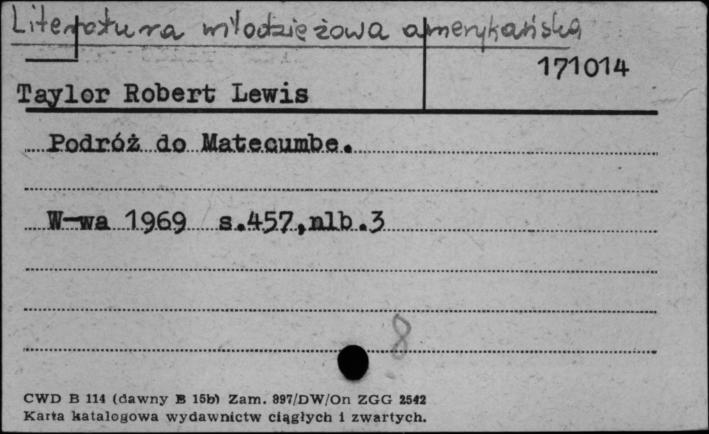 Literatura młodzieżowa amerykańska
171014
Taylor Robert Lewis
Podróż do Matecumbe.
W-wa 1969 s.457,nlb.3
8
CWD B 114 (dawny B 15b) Zam. 997/DW/On ZGG 2542
Karta katalogowa wydawnictw ciągłych i zwartych.